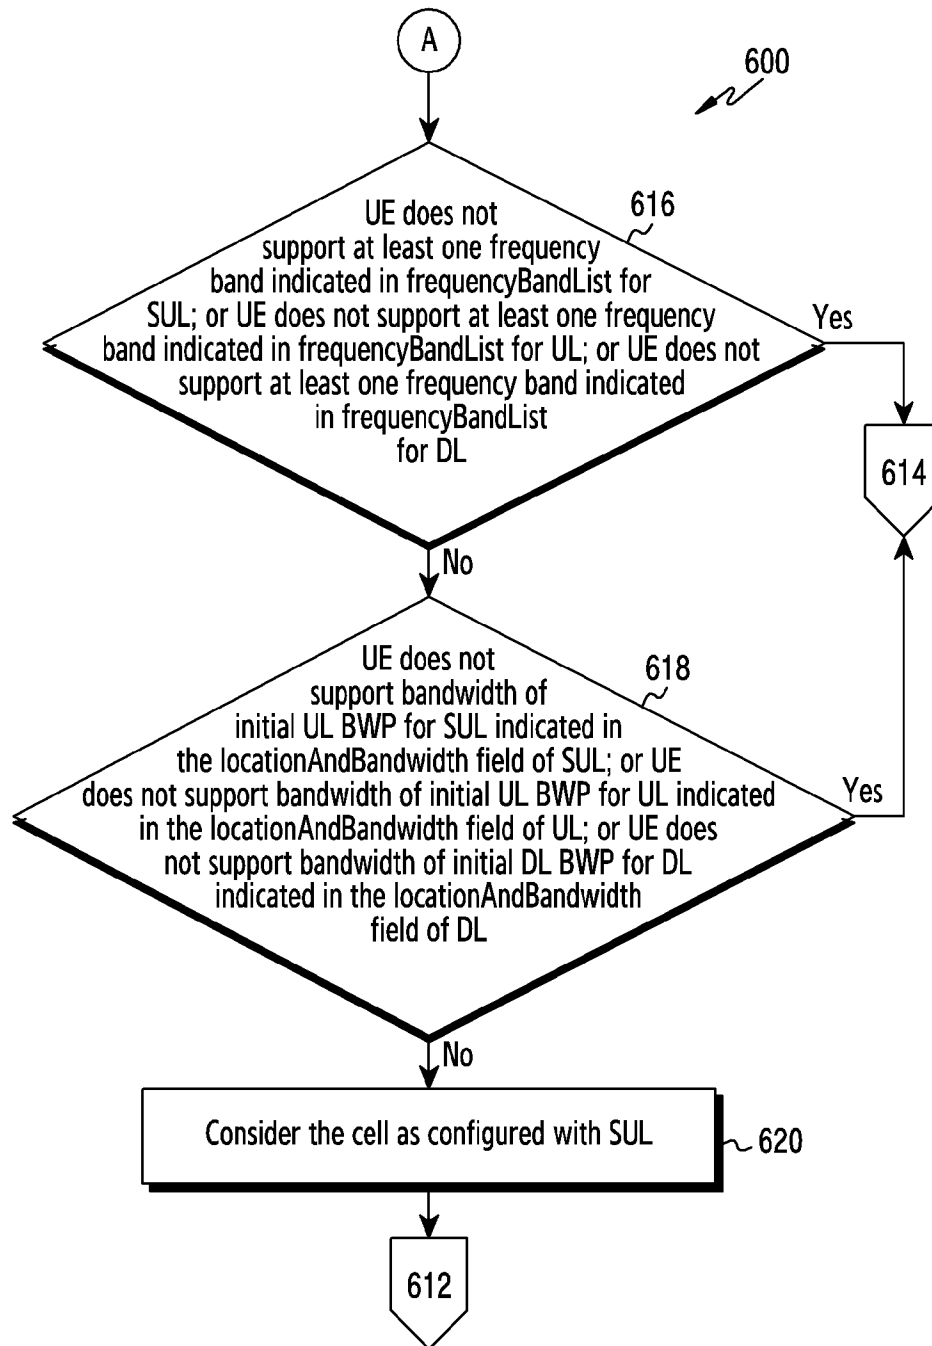 A
600
UE does not
support at least one frequency
band indicated in frequencyBandList for
SUL; or UE does not support at least one frequency
band indicated in frequencyBandList for UL; or UE does not
support at least one frequency band indicated
in frequencyBandList
for DL
616
Yes
614
No
UE does not
support bandwidth of
initial UL BWP for SUL indicated in
the locationAndBandwidth field of SUL; or UE
does not support bandwidth of initial UL BWP for UL indicated
in the locationAndBandwidth field of UL; or UE does
not support bandwidth of initial DL BWP for DL
indicated in the locationAndBandwidth
field of DL
618
Yes
No
Consider the cell as configured with SUL
620
612